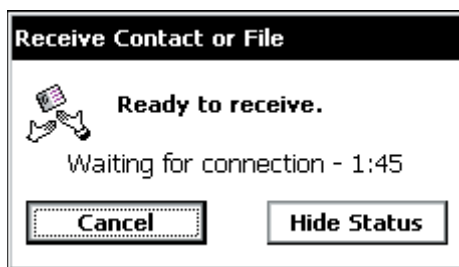 Receive Contact or File
Ready to receive.
Waiting for connection - 1:45
Cancel
Hide Status